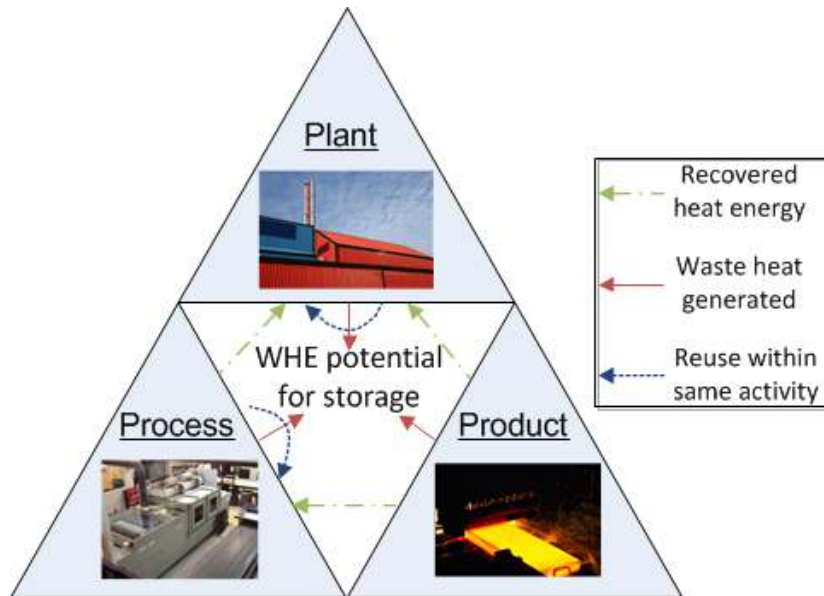 Plant
WHE potential
for storage
Process
Product
Recovered
heat energy
Waste heat
generated
Reuse within
same activity